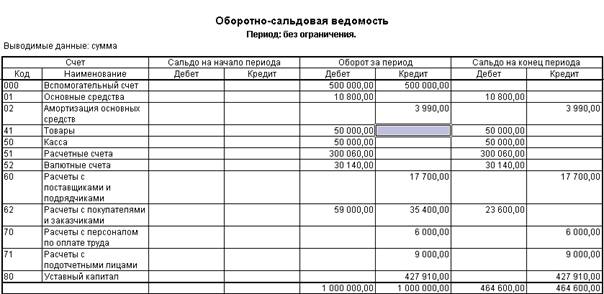 Оборотно-сальдовая ведомость
Период: без ограничения.
Выводимые данные: сумма
Счет Сальдо на начало периода Оборот за период Сальдо на конец периода
Код Наименование Дебет Кредит Дебет Кредит Дебет Кредит
000 Вспомогательный счет 500 000,00 500 000,00
01 Основные средства 10 800,00 10 800,00
02 Амортизация основных 3 990,00 3 990,00
средств
41 Товары 50 000,00 50 000,00
50 Касса 50 000,00 50 000,00
51 Расчетные счета 300 060,00 300 060,00
52 Валютные счета 30 140,00 30 140,00
60 Расчеты с 17 700,00 17 700,00
поставщиками и
подрядчиками
62 Расчеты с покупателями 59 000,00 35 400,00 23 600,00
и заказчиками
70 Расчеты с персоналом 6 000,00 6 000,00
по оплате труда
71 Расчеты с 9 000,00 9 000,00
подотчетными лицами
80 Уставный капитал 427 910,00 427 910,00
1 000 000,00 1 000 000,00 464 600,00 464 600,00